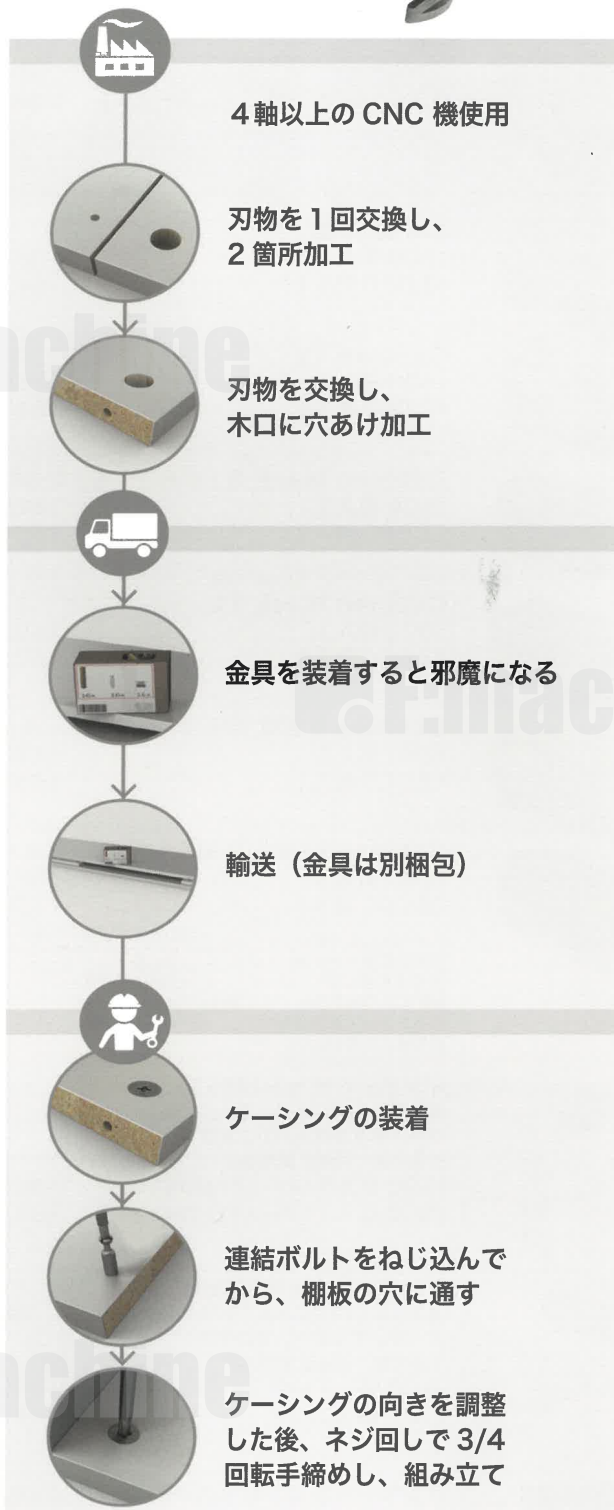 4軸以上の CNC 機使用
刃物を1回交換し、
2 箇所加工
achine
刃物を交換し、
木口に穴あけ加工
金具を装着すると邪魔になる
F:mac
輸送（金具は別梱包）
ケーシングの装着
連結ボルトをねじ込んで
から、棚板の穴に通す
achine
ケーシングの向きを調整
した後、ネジ回しで 3/4
回転手締めし、組み立て